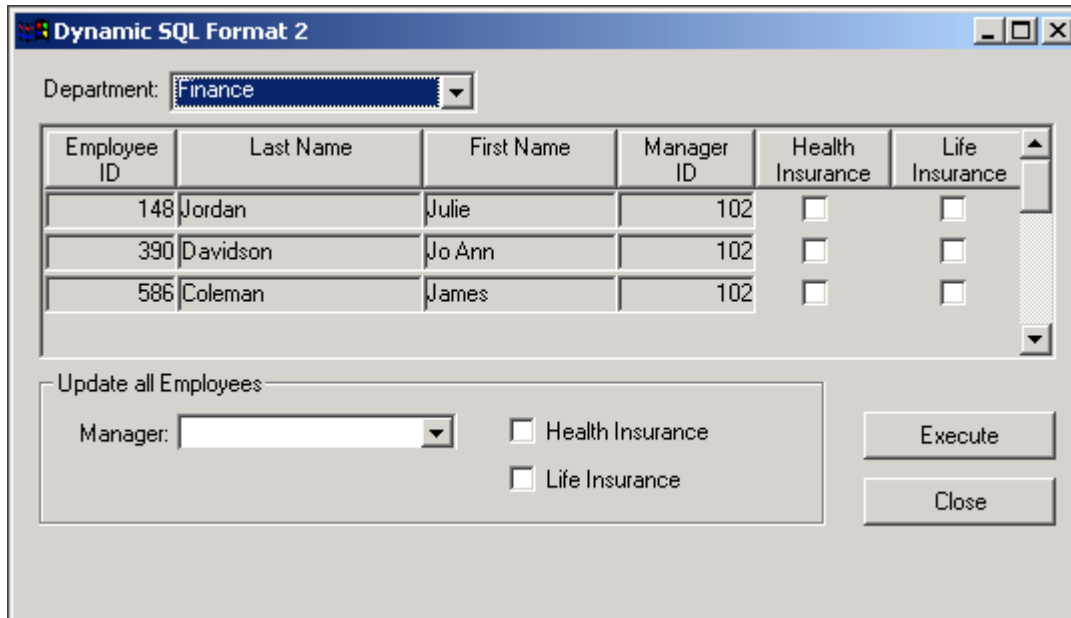 Dynamic SQL Format 2
Department: Finance
Employee ID Last Name First Name Manager ID Health Insurance Life Insurance
148 Jordan Julie 102
390 Davidson Jo Ann 102
586 Coleman James 102
Update all Employees
Manager:
Health Insurance
Life Insurance
Execute
Close